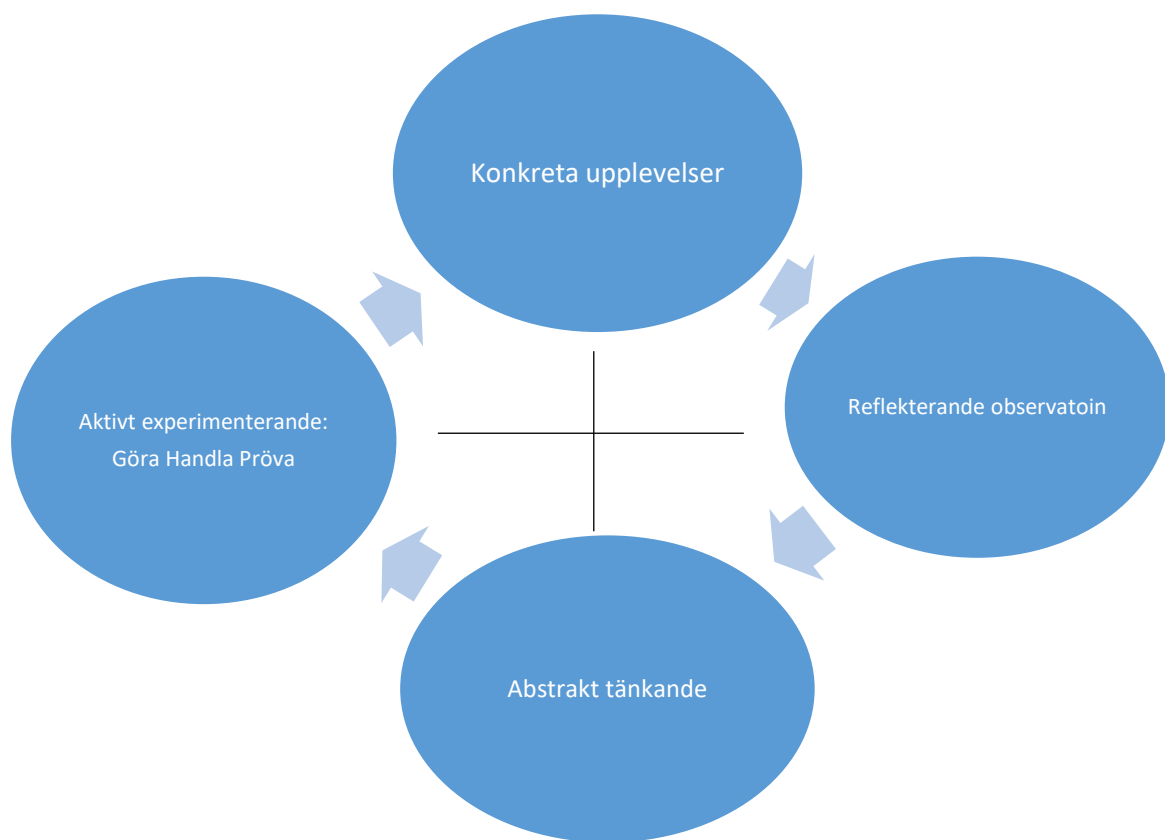 Konkreta upplevelser
Reflekterande observatoin
Aktivt experimenterande:
Göra Handla Pröva
Abstrakt tänkande